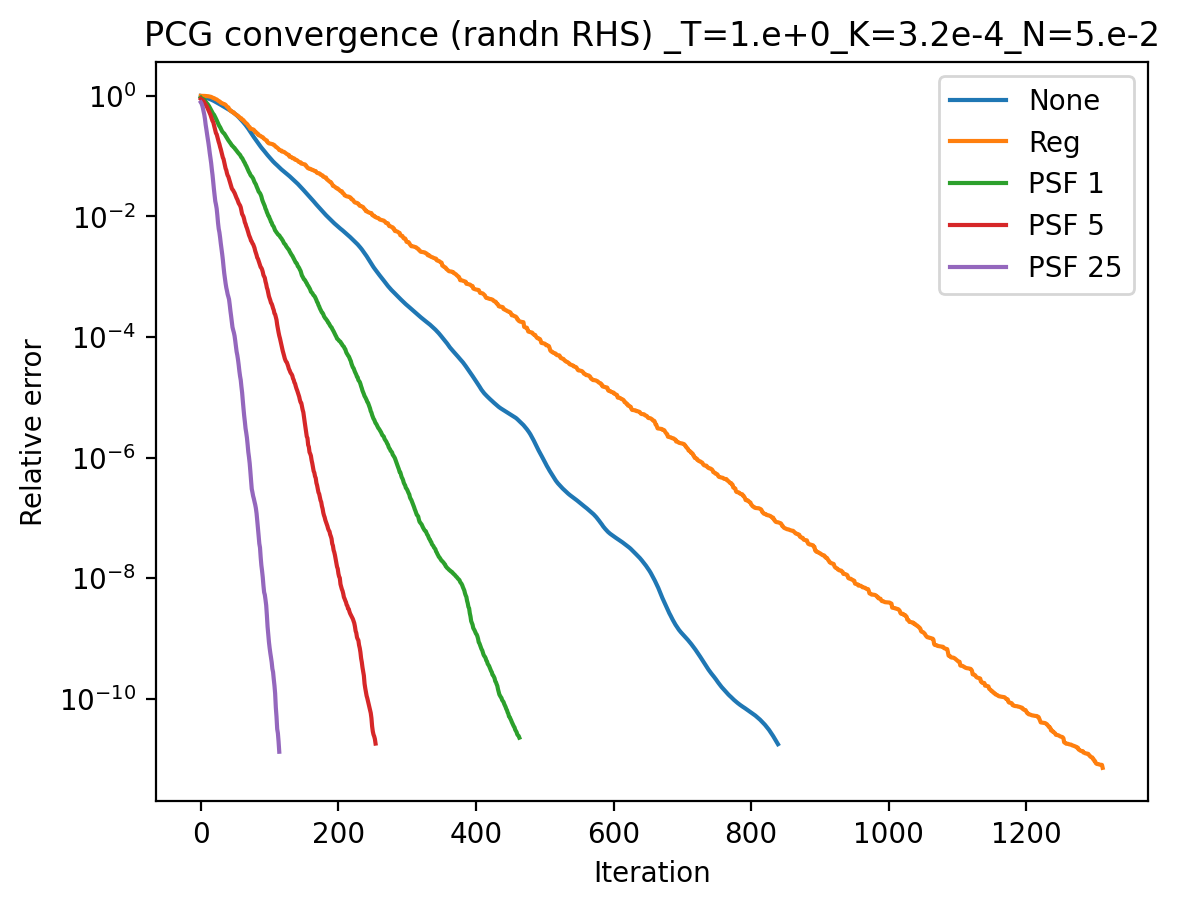 PCG convergence (randn RHS) _T=1.e+0_K=3.2e-4_N=5.e-2
None
Reg
PSF 1
PSF 5
PSF 25
10⁰
10⁻²
10⁻⁴
10⁻⁶
10⁻⁸
10⁻¹⁰
Relative error
0 200 400 600 800 1000 1200
Iteration